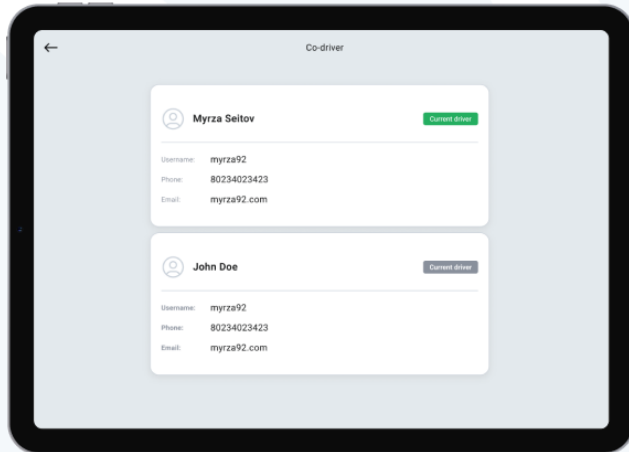 Co-driver
Myrza Seitov Current driver
Username: myrza92
Phone: 80234023423
Email: myrza92.com
John Doe Current driver
Username: myrza92
Phone: 80234023423
Email: myrza92.com